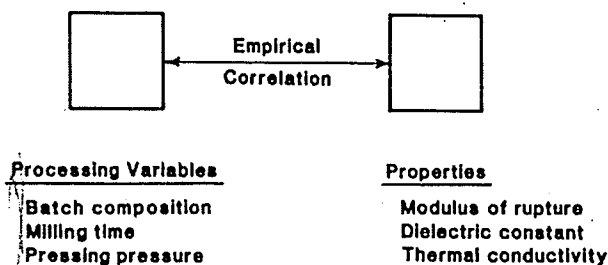 Empirical
Correlation
Processing Variables
Batch composition
Milling time
Pressing pressure
Properties
Modulus of rupture
Dielectric constant
Thermal conductivity